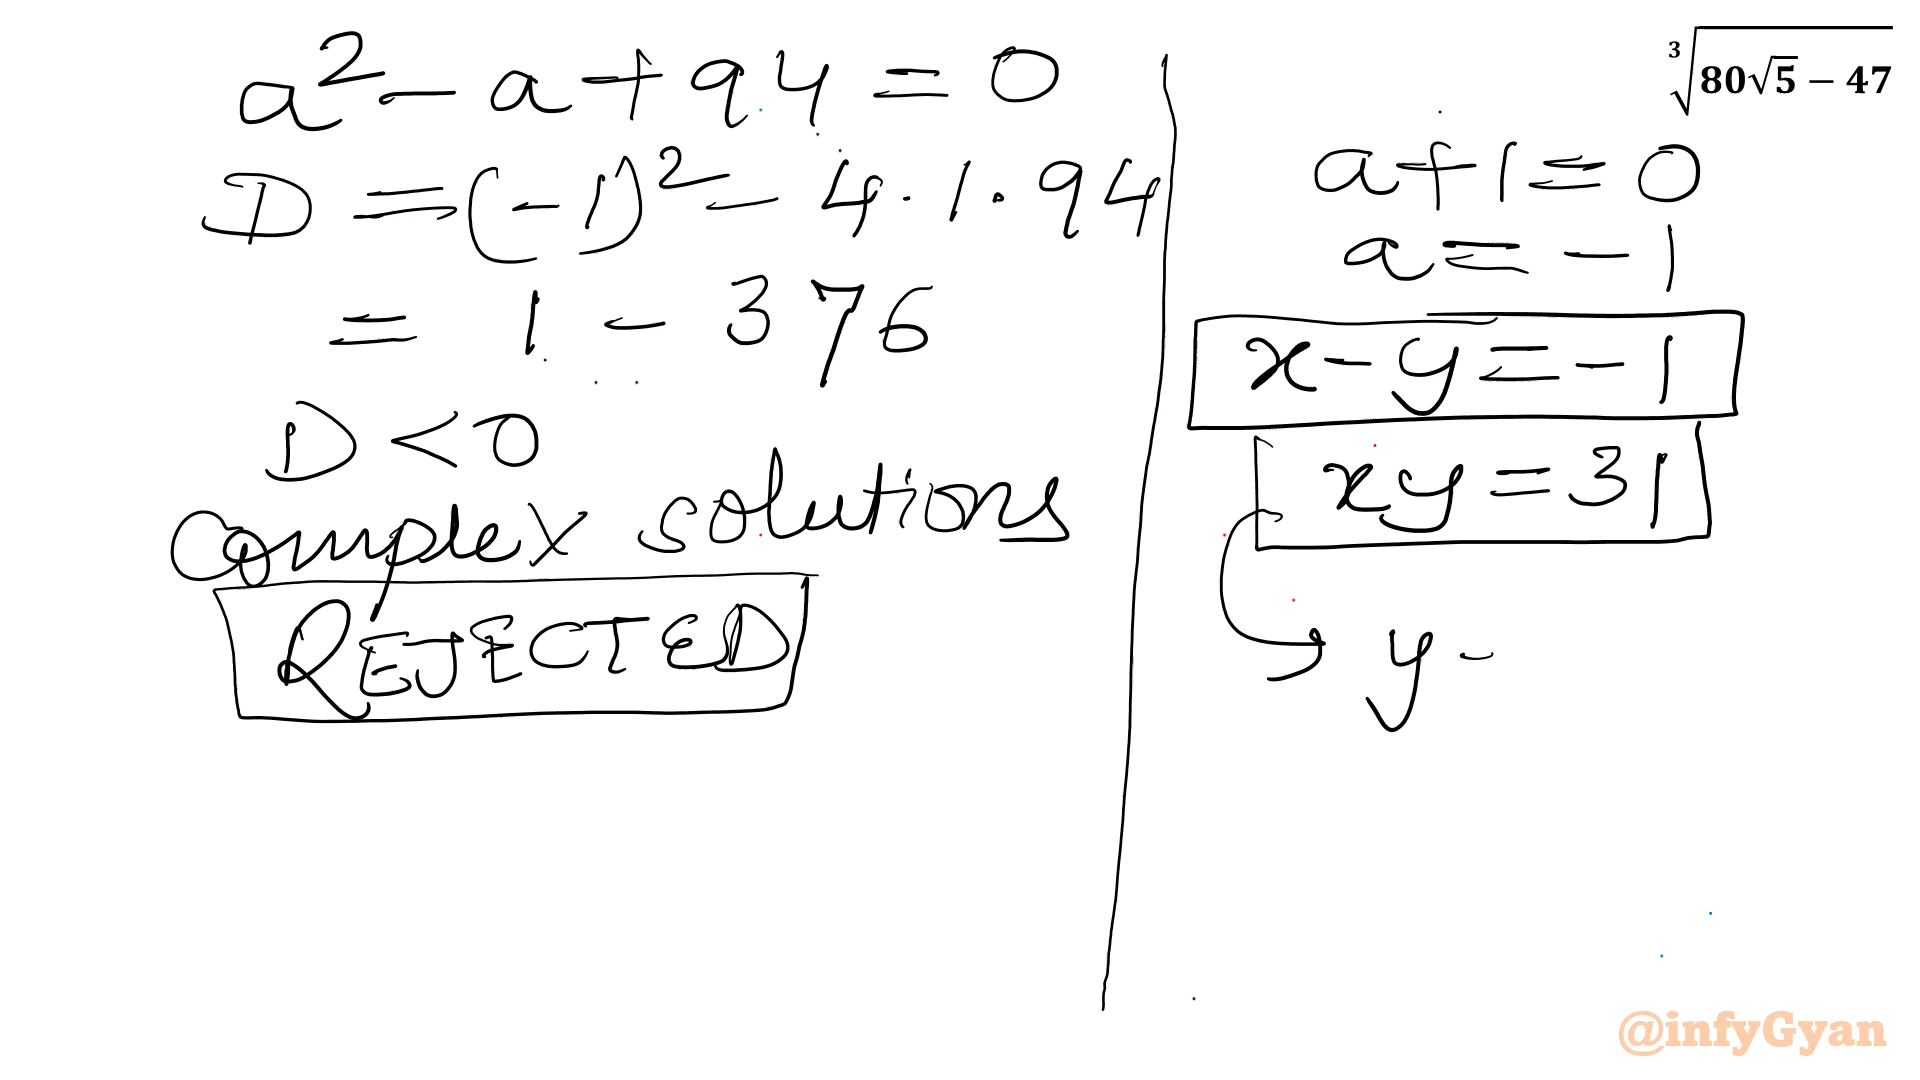 a² - a + 94 = 0
D = (-1)² - 4·1·94
= 1 - 376
D < 0
complex solutions
REJECTED
∛(80√5 − 47)
a + 1 = 0
a = -1
x - y = -1
xy = 31
y -
@infyGyan